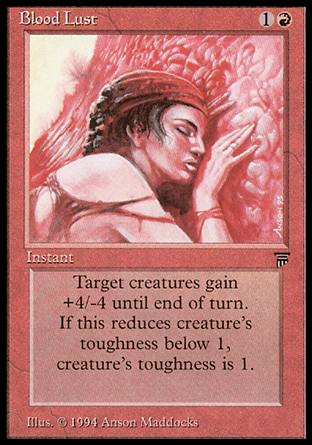 Blood Lust 1
Instant
Target creatures gain
+4/-4 until end of turn.
If this reduces creature's
toughness below 1,
creature's toughness is 1.
Illus. © 1994 Anson Maddocks